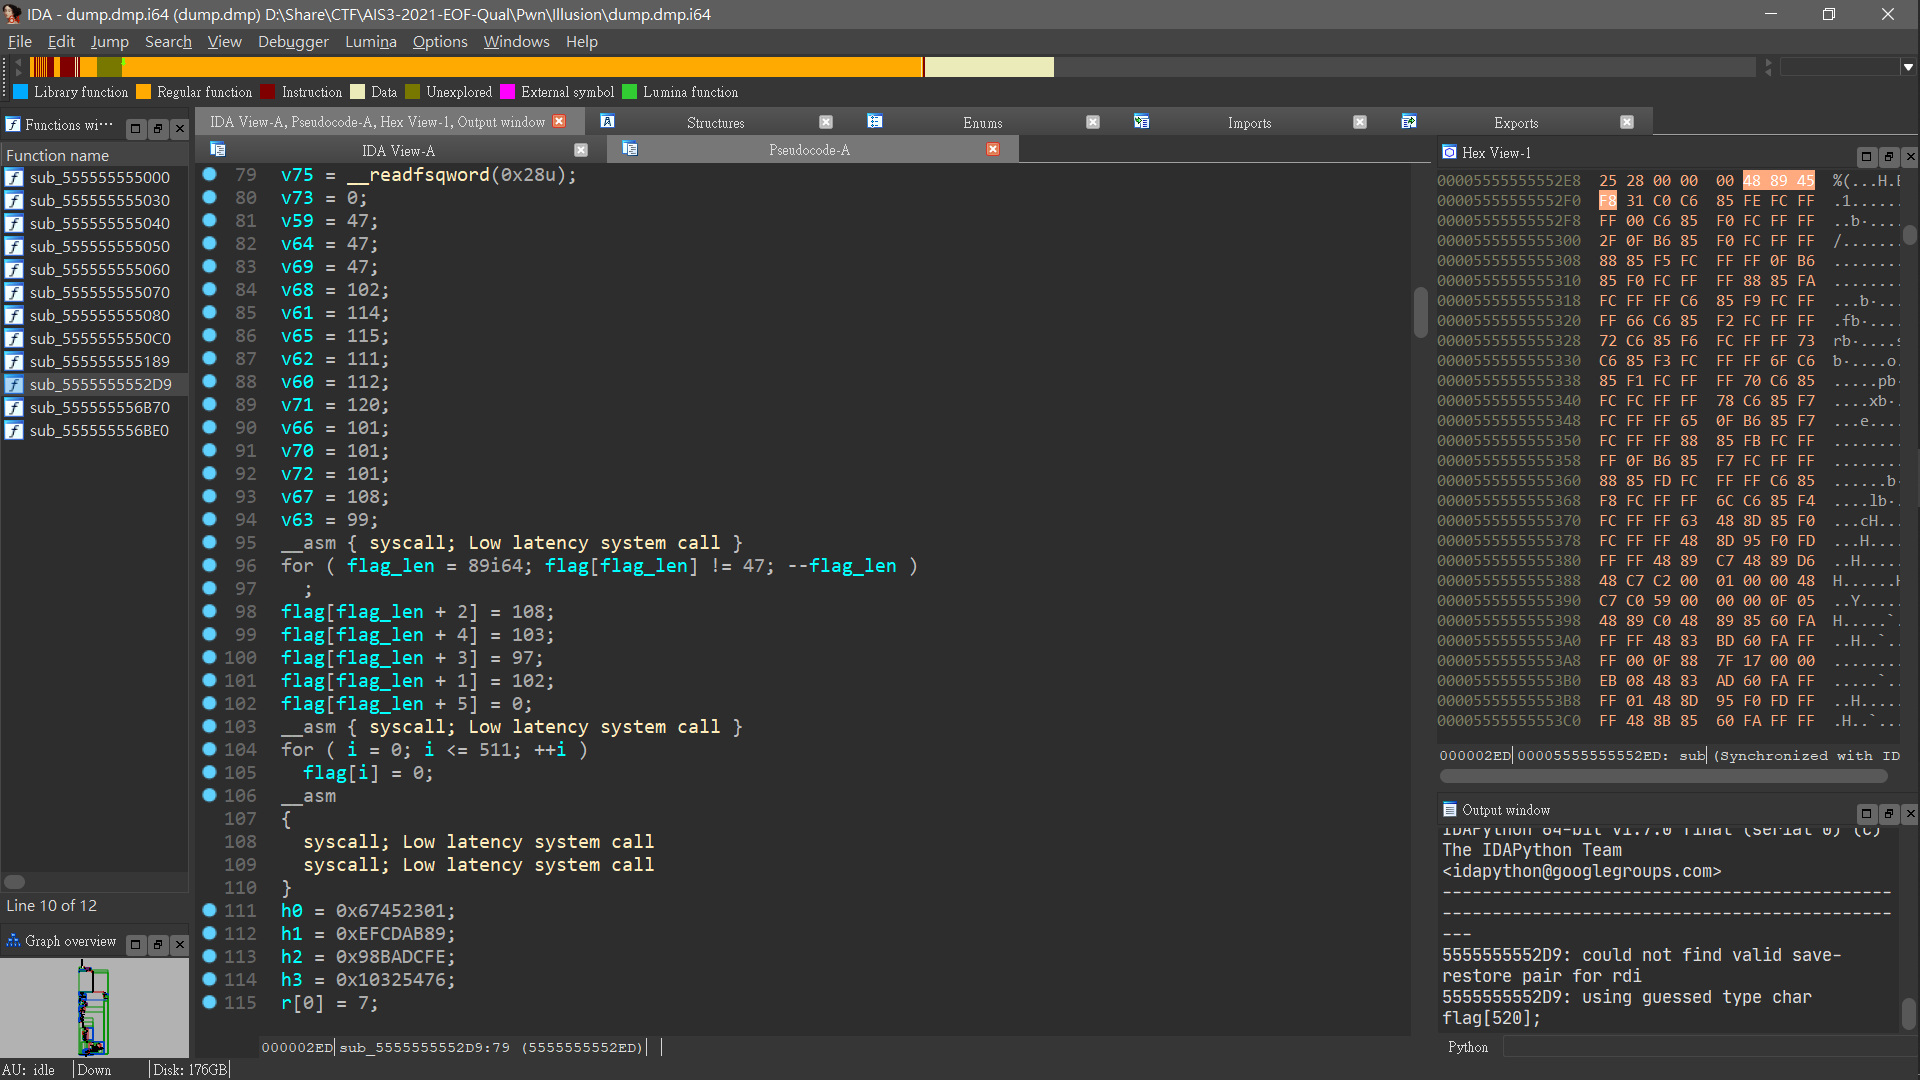 IDA - dump.dmp.i64 (dump.dmp) D:\Share\CTF\AIS3-2021-EOF-Qual\Pwn\Illusion\dump.dmp.i64
File Edit Jump Search View Debugger Lumina Options Windows Help
Library function Regular function Instruction Data Unexplored External symbol Lumina function
Functions wi···
Function name
sub_555555555000
sub_555555555030
sub_555555555040
sub_555555555050
sub_555555555060
sub_555555555070
sub_555555555080
sub_5555555550C0
sub_555555555189
sub_5555555552D9
sub_555555556B70
sub_555555556BE0
Line 10 of 12
Graph overview
IDA View-A, Pseudocode-A, Hex View-1, Output window Structures Enums Imports Exports
IDA View-A Pseudocode-A
79 v75 = __readfsqword(0x28u);
80 v73 = 0;
81 v59 = 47;
82 v64 = 47;
83 v69 = 47;
84 v68 = 102;
85 v61 = 114;
86 v65 = 115;
87 v62 = 111;
88 v60 = 112;
89 v71 = 120;
90 v66 = 101;
91 v70 = 101;
92 v72 = 101;
93 v67 = 108;
94 v63 = 99;
95 __asm { syscall; Low latency system call }
96 for ( flag_len = 89i64; flag[flag_len] != 47; --flag_len )
97 ;
98 flag[flag_len + 2] = 108;
99 flag[flag_len + 4] = 103;
100 flag[flag_len + 3] = 97;
101 flag[flag_len + 1] = 102;
102 flag[flag_len + 5] = 0;
103 __asm { syscall; Low latency system call }
104 for ( i = 0; i <= 511; ++i )
105 flag[i] = 0;
106 __asm
107 {
108 syscall; Low latency system call
109 syscall; Low latency system call
110 }
111 h0 = 0x67452301;
112 h1 = 0xEFCDAB89;
113 h2 = 0x98BADCFE;
114 h3 = 0x10325476;
115 r[0] = 7;
000002ED sub_5555555552D9:79 (5555555552ED)
Hex View-1
00005555555552E8 25 28 00 00 00 48 89 45 %(...H.E
00005555555552F0 F8 31 C0 C6 85 FE FC FF .1......
00005555555552F8 FF 00 C6 85 F0 FC FF FF ..b·....
0000555555555300 2F 0F B6 85 F0 FC FF FF /.......
0000555555555308 88 85 F5 FC FF FF 0F B6 ........
0000555555555310 85 F0 FC FF FF 88 85 FA ........
0000555555555318 FC FF FF C6 85 F9 FC FF ...b·...
0000555555555320 FF 66 C6 85 F2 FC FF FF .fb·....
0000555555555328 72 C6 85 F6 FC FF FF 73 rb·....s
0000555555555330 C6 85 F3 FC FF FF 6F C6 b·....o.
0000555555555338 85 F1 FC FF FF 70 C6 85 .....pb·
0000555555555340 FC FC FF FF 78 C6 85 F7 ....xb·.
0000555555555348 FC FF FF 65 0F B6 85 F7 ...e....
0000555555555350 FC FF FF 88 85 FB FC FF ........
0000555555555358 FF 0F B6 85 F7 FC FF FF ........
0000555555555360 88 85 FD FC FF FF C6 85 ......b·
0000555555555368 F8 FC FF FF 6C C6 85 F4 ....lb·.
0000555555555370 FC FF FF 63 48 8D 85 F0 ...cH...
0000555555555378 FC FF FF 48 8D 95 F0 FD ...H....
0000555555555380 FF FF 48 89 C7 48 89 D6 ..H.....
0000555555555388 48 C7 C2 00 01 00 00 48 H......H
0000555555555390 C7 C0 59 00 00 00 0F 05 ..Y.....
0000555555555398 48 89 C0 48 89 85 60 FA H.....`.
00005555555553A0 FF FF 48 83 BD 60 FA FF ..H..`..
00005555555553A8 FF 00 0F 88 7F 17 00 00 ........
00005555555553B0 EB 08 48 83 AD 60 FA FF .....`..
00005555555553B8 FF 01 48 8D 95 F0 FD FF ..H.....
00005555555553C0 FF 48 8B 85 60 FA FF FF .H..`...
000002ED 00005555555552ED: sub (Synchronized with ID
Output window
IDAPython 64-bit v1.7.0 final (serial 0) (c)
The IDAPython Team
<idapython@googlegroups.com>
-----------------------------------------
-----------------------------------------
---
5555555552D9: could not find valid save-
restore pair for rdi
5555555552D9: using guessed type char
flag[520];
Python
AU: idle Down Disk: 176GB